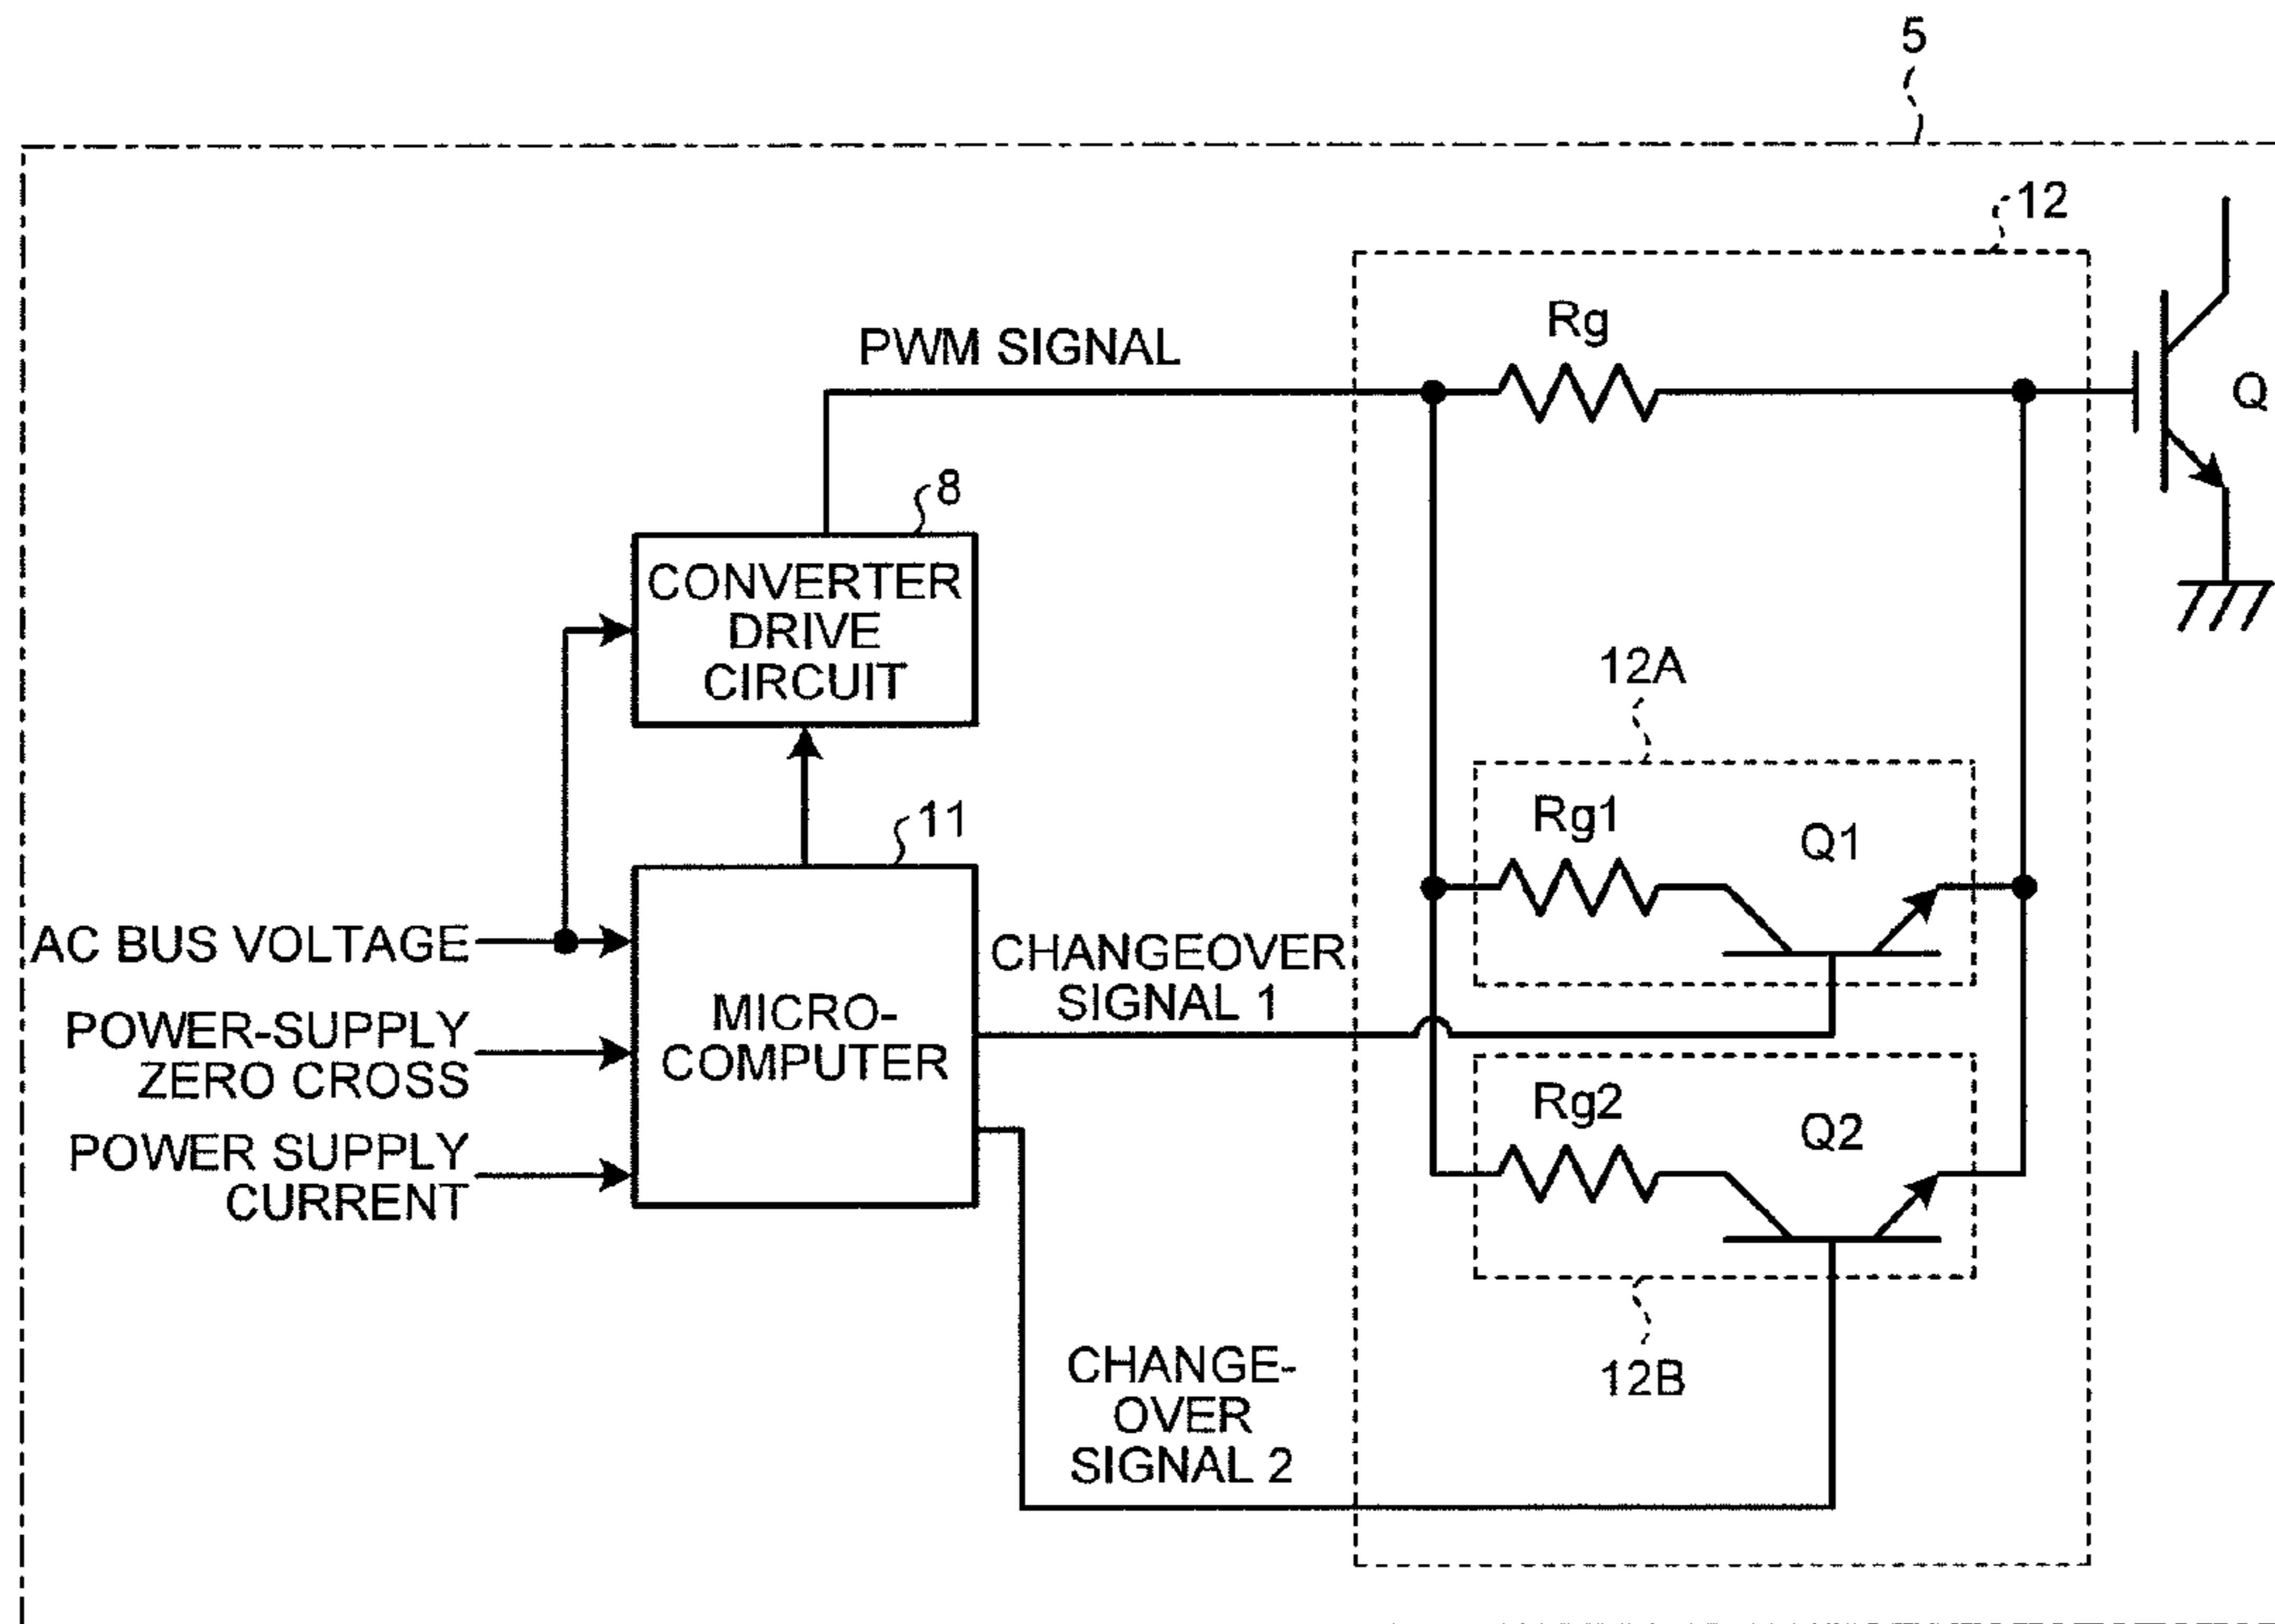 5
12
Rg
PWM SIGNAL
Q
8
CONVERTER
DRIVE
CIRCUIT
12A
Rg1
Q1
11
AC BUS VOLTAGE
CHANGEOVER
SIGNAL 1
MICRO-
COMPUTER
POWER-SUPPLY
ZERO CROSS
Rg2
Q2
POWER SUPPLY
CURRENT
12B
CHANGE-
OVER
SIGNAL 2